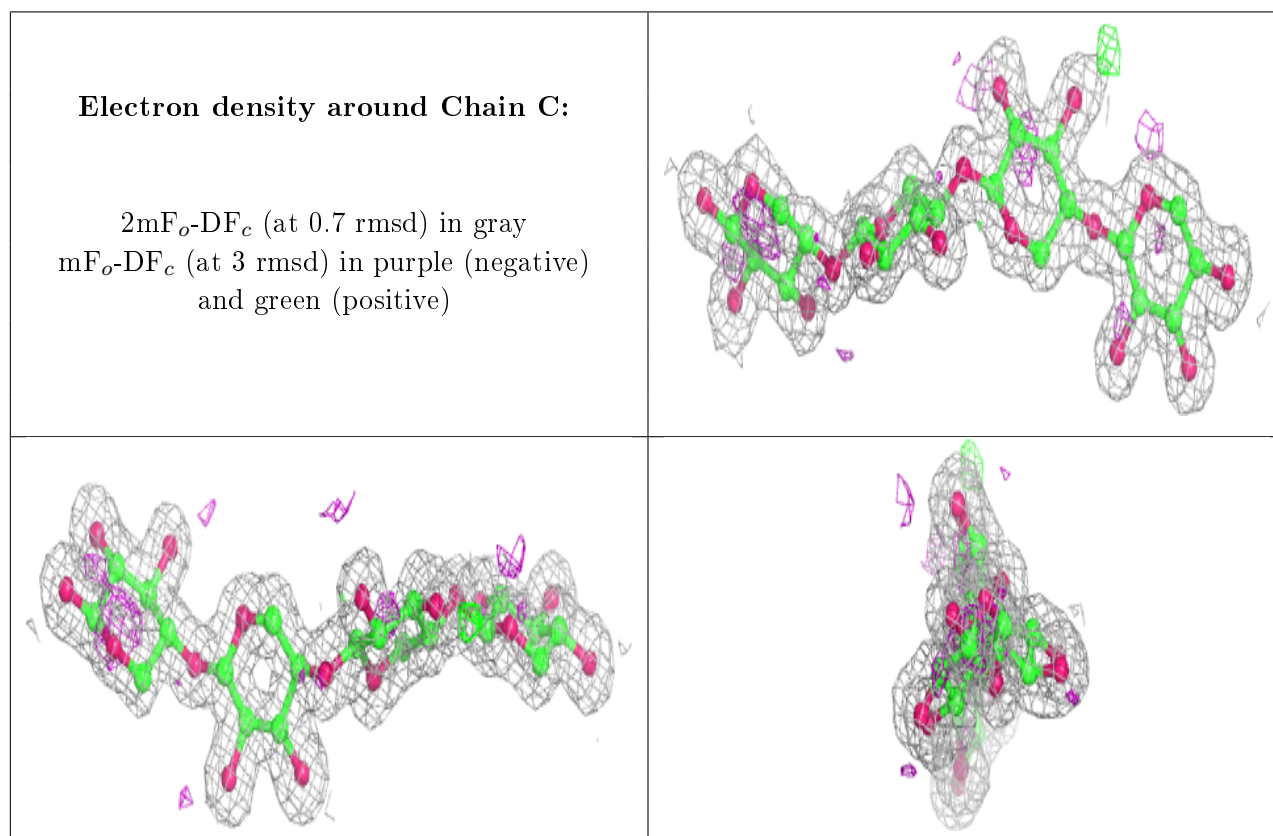 Electron density around Chain C:
2mFo-DFc (at 0.7 rmsd) in gray
mFo-DFc (at 3 rmsd) in purple (negative)
and green (positive)